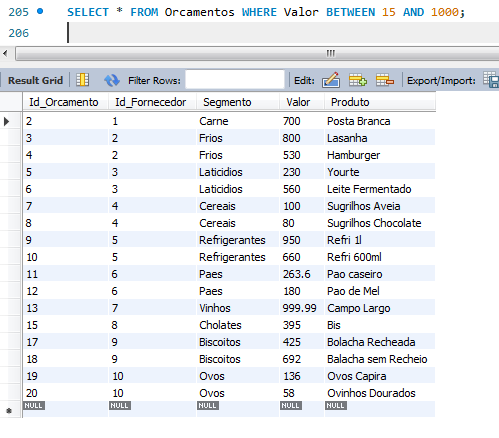 205 SELECT * FROM Orcamentos WHERE Valor BETWEEN 15 AND 1000;
206
Result Grid Filter Rows: Edit: Export/Import:
Id_Orcamento Id_Fornecedor Segmento Valor Produto
2 1 Carne 700 Posta Branca
3 2 Frios 800 Lasanha
4 2 Frios 530 Hamburger
5 3 Laticidios 230 Yourte
6 3 Laticidios 560 Leite Fermentado
7 4 Cereais 100 Sugrilhos Aveia
8 4 Cereais 80 Sugrilhos Chocolate
9 5 Refrigerantes 950 Refri 1l
10 5 Refrigerantes 660 Refri 600ml
11 6 Paes 263.6 Pao caseiro
12 6 Paes 180 Pao de Mel
13 7 Vinhos 999.99 Campo Largo
15 8 Cholates 395 Bis
17 9 Biscoitos 425 Bolacha Recheada
18 9 Biscoitos 692 Balacha sem Recheio
19 10 Ovos 136 Ovos Capira
20 10 Ovos 58 Ovinhos Dourados
NULL NULL NULL NULL NULL